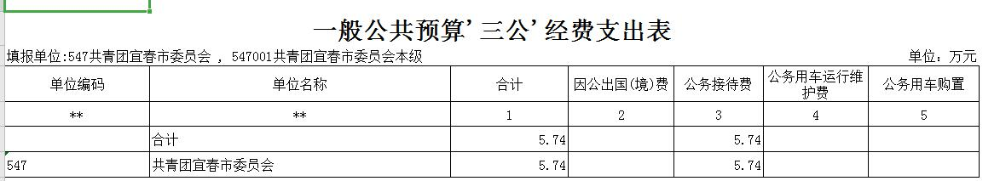 一般公共预算'三公'经费支出表
填报单位:547共青团宜春市委员会 , 547001共青团宜春市委员会本级 单位：万元
单位编码 单位名称 合计 因公出国(境)费 公务接待费 公务用车运行维护费 公务用车购置
** ** 1 2 3 4 5
合计 5.74 5.74
547 共青团宜春市委员会 5.74 5.74